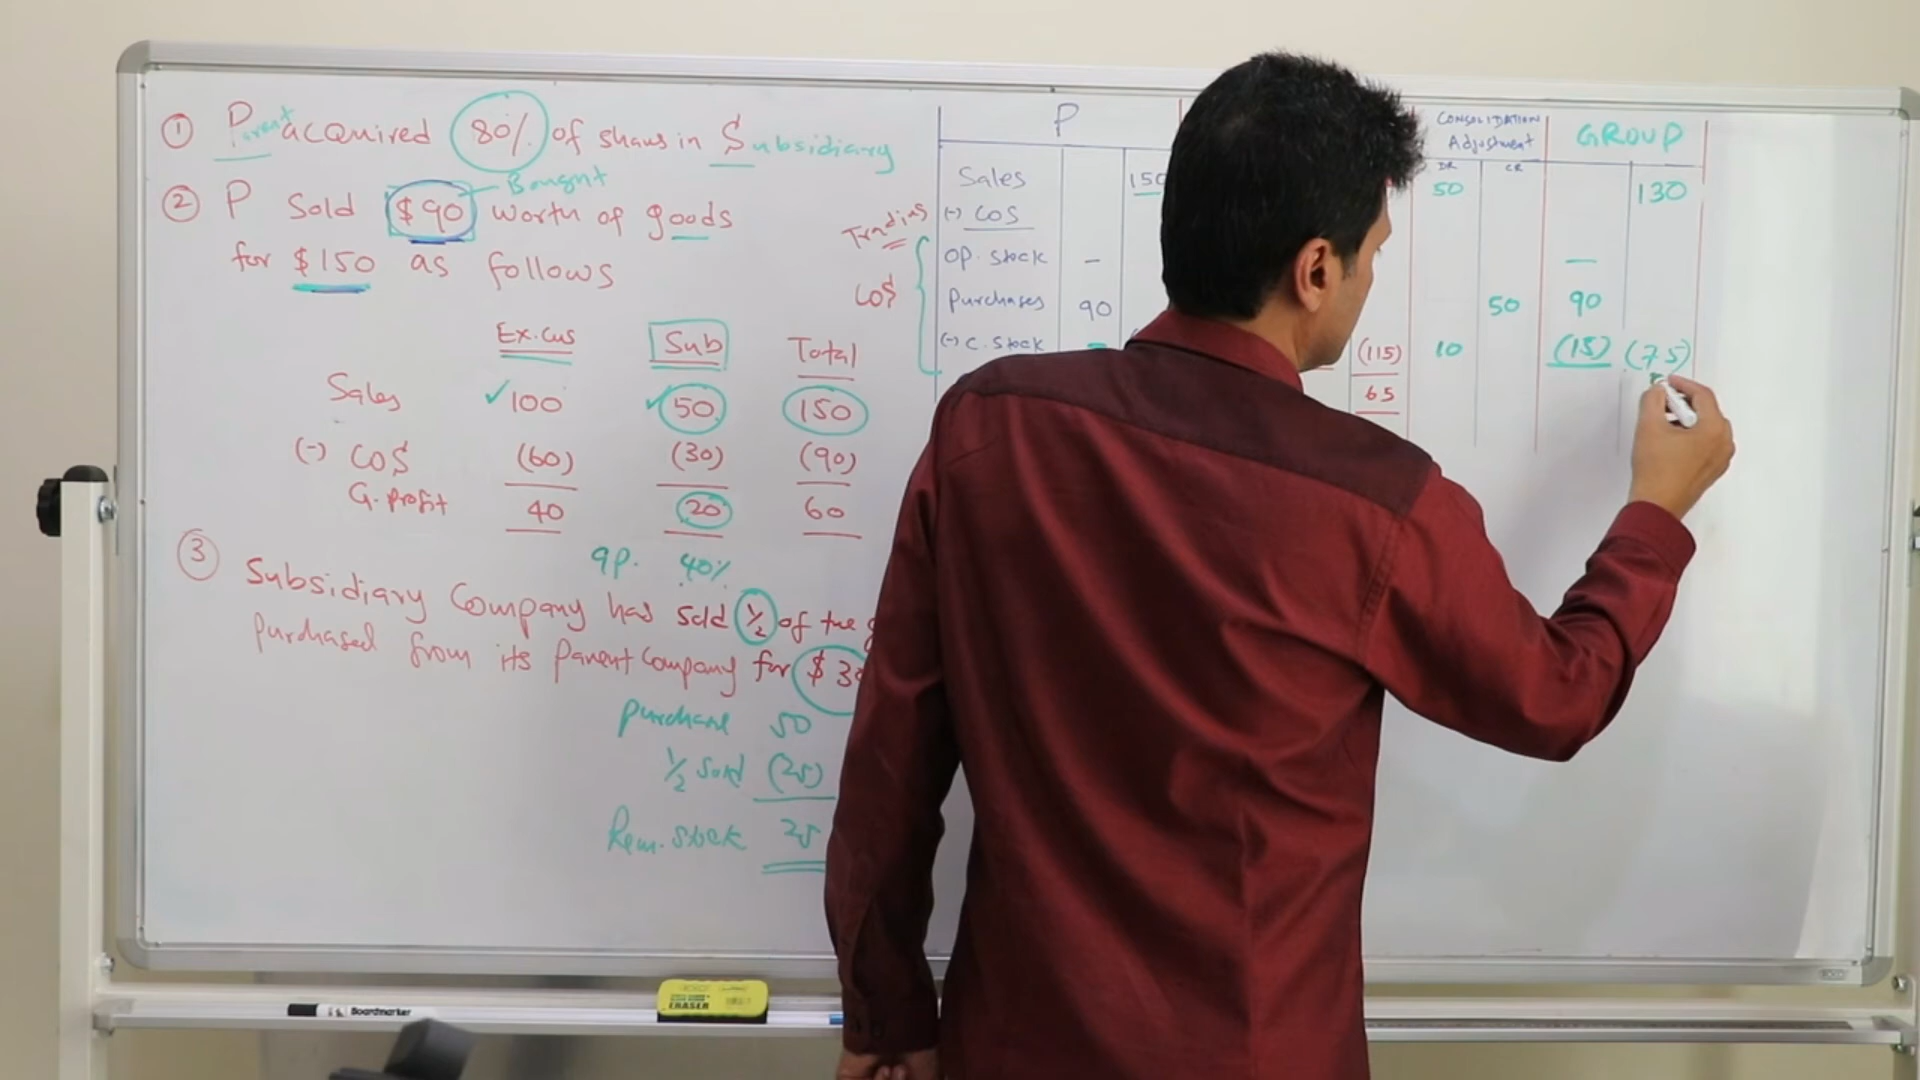 ① Parent acquired 80% of shares in Subsidiary
Bought
② P Sold $90 worth of goods
for $150 as follows
Ex.cus Sub Total
Sales 100 50 150
(-) COS (60) (30) (90)
G.profit 40 20 60
gp. 40%
③ Subsidiary Company has sold ½ of the
purchased from its parent company for $
purchase 50
½ sold (25)
Rem. stock 25
Trading
COS
P CONSOLIDATION Adjustment GROUP
DR CR
Sales 150 50 130
(-) COS
Op. stock - -
purchases 90 50 90
(-) C. stock - (115) 10 (15) (75)
65
ERASER
Boardmarker